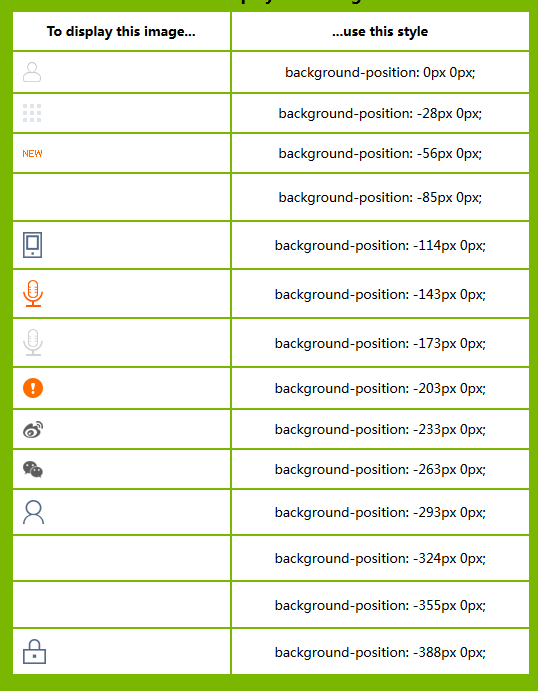 To display this image... ...use this style
background-position: 0px 0px;
background-position: -28px 0px;
NEW background-position: -56px 0px;
background-position: -85px 0px;
background-position: -114px 0px;
background-position: -143px 0px;
background-position: -173px 0px;
background-position: -203px 0px;
background-position: -233px 0px;
background-position: -263px 0px;
background-position: -293px 0px;
background-position: -324px 0px;
background-position: -355px 0px;
background-position: -388px 0px;